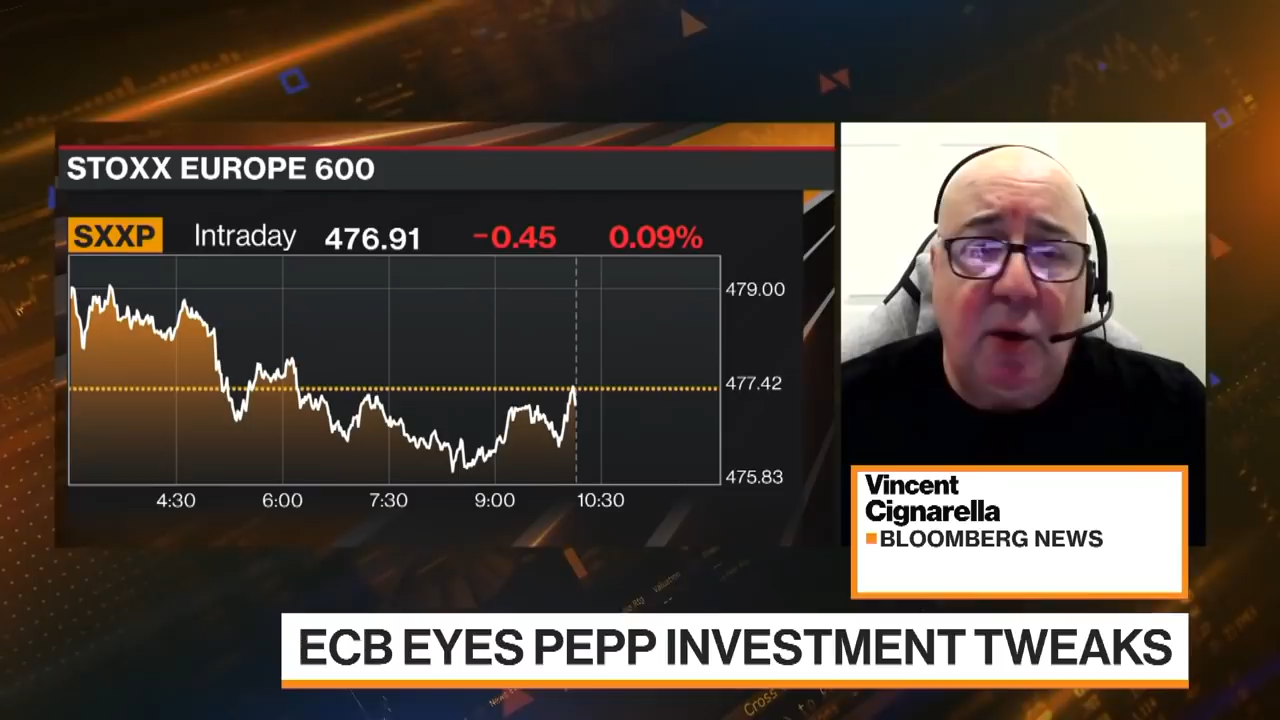 STOXX EUROPE 600
SXXP Intraday 476.91 −0.45 0.09%
479.00
477.42
475.83
4:30 6:00 7:30 9:00 10:30
Vincent
Cignarella
BLOOMBERG NEWS
ECB EYES PEPP INVESTMENT TWEAKS
Cross